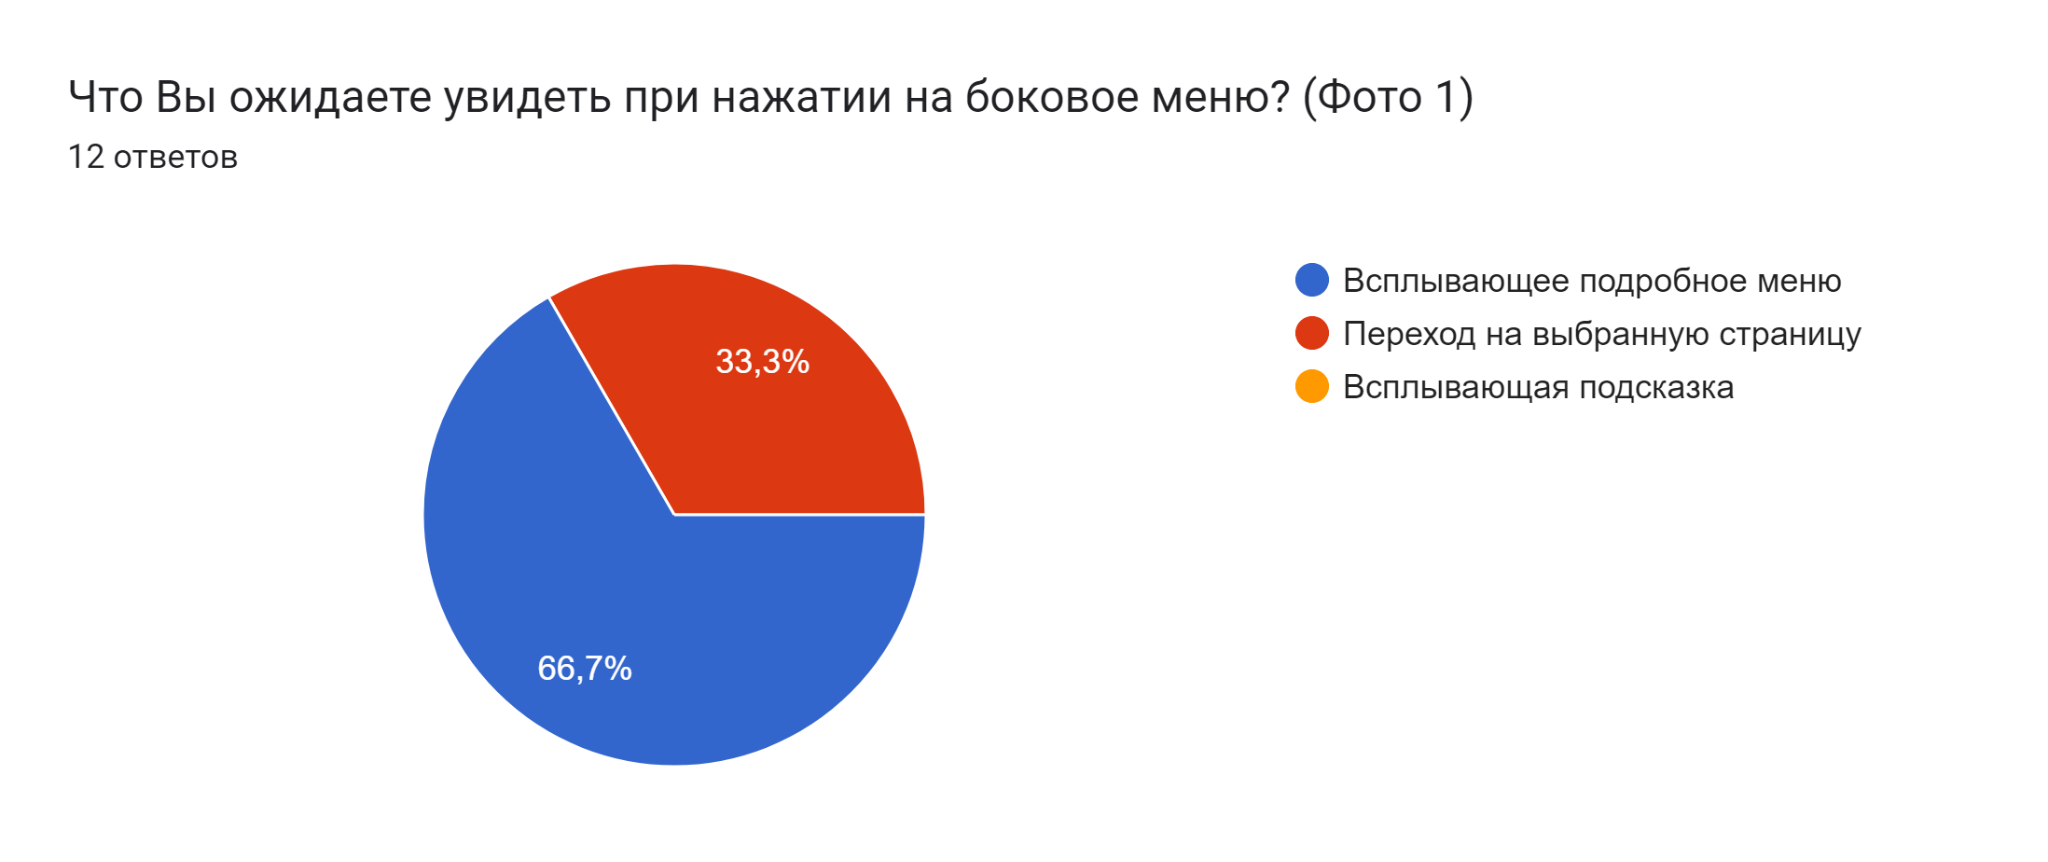 Что Вы ожидаете увидеть при нажатии на боковое меню? (Фото 1)
12 ответов
Всплывающее подробное меню
Переход на выбранную страницу
Всплывающая подсказка
33,3%
66,7%